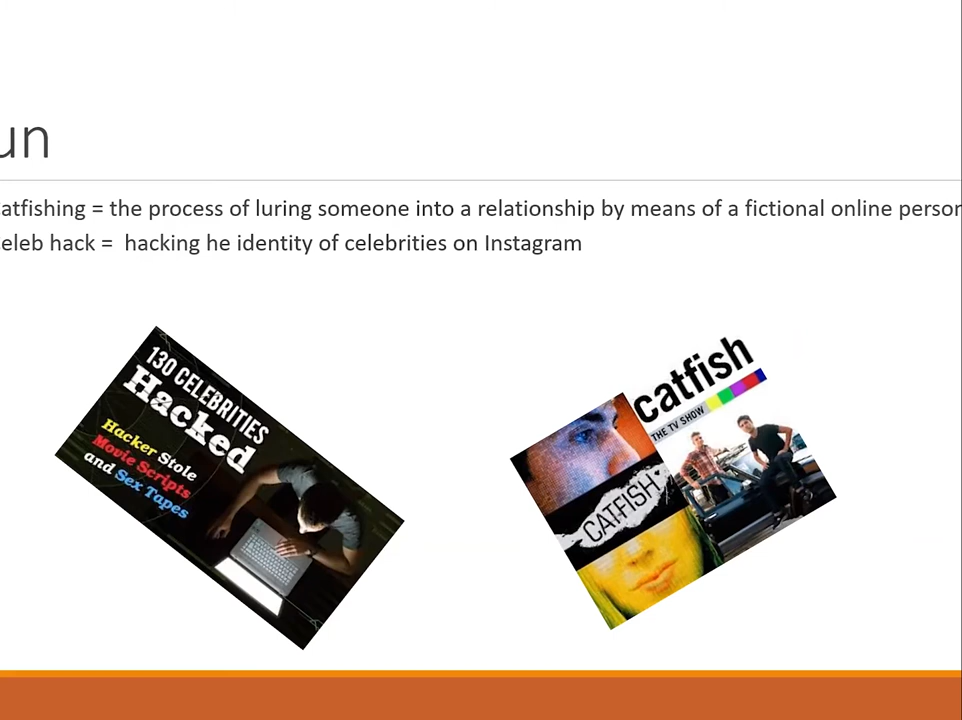 un
atfishing = the process of luring someone into a relationship by means of a fictional online person
eleb hack =  hacking he identity of celebrities on Instagram
130 CELEBRITIES
Hacked
Hacker Stole
Movie Scripts
and Sex Tapes
catfish
THE TV SHOW
CATFISH: